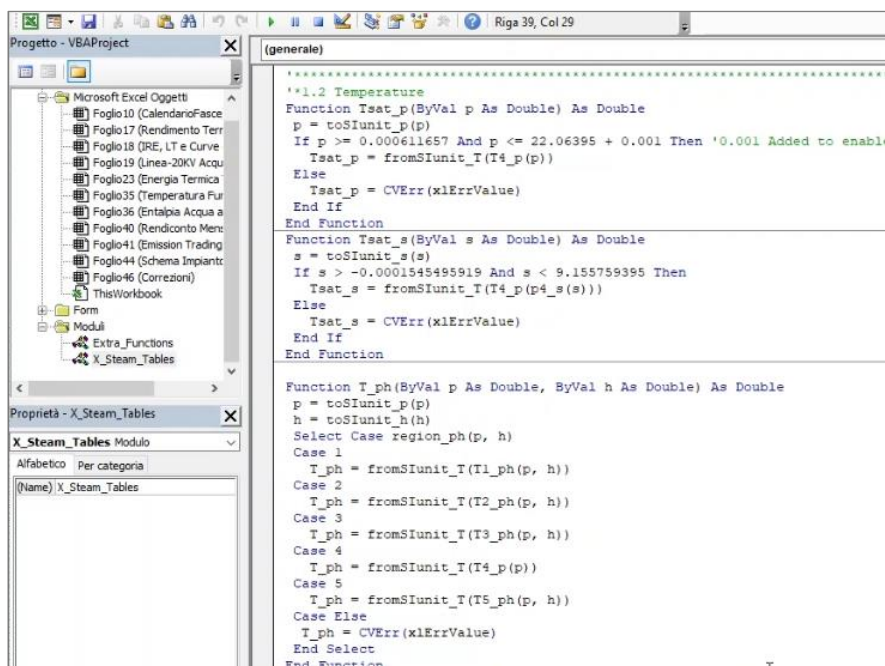 Riga 39, Col 29
Progetto - VBAProject
Microsoft Excel Oggetti
Foglio10 (CalendarioFasce
Foglio17 (Rendimento Terr
Foglio18 (IRE, LT e Curve
Foglio19 (Linea-20KV Acqu
Foglio23 (Energia Termica
Foglio35 (Temperatura Fur
Foglio36 (Entalpia Acqua a
Foglio40 (Rendiconto Mens
Foglio41 (Emission Trading
Foglio44 (Schema Impianto
Foglio46 (Correzioni)
ThisWorkbook
Form
Moduli
Extra_Functions
X_Steam_Tables
Proprietà - X_Steam_Tables
X_Steam_Tables Modulo
Alfabetico Per categoria
(Name) X_Steam_Tables
(generale)
'***********************************************************************************
'*1.2 Temperature
Function Tsat_p(ByVal p As Double) As Double
p = toSIunit_p(p)
If p >= 0.000611657 And p <= 22.06395 + 0.001 Then '0.001 Added to enable
Tsat_p = fromSIunit_T(T4_p(p))
Else
Tsat_p = CVErr(xlErrValue)
End If
End Function
Function Tsat_s(ByVal s As Double) As Double
s = toSIunit_s(s)
If s > -0.0001545495919 And s < 9.155759395 Then
Tsat_s = fromSIunit_T(T4_p(p4_s(s)))
Else
Tsat_s = CVErr(xlErrValue)
End If
End Function
Function T_ph(ByVal p As Double, ByVal h As Double) As Double
p = toSIunit_p(p)
h = toSIunit_h(h)
Select Case region_ph(p, h)
Case 1
T_ph = fromSIunit_T(T1_ph(p, h))
Case 2
T_ph = fromSIunit_T(T2_ph(p, h))
Case 3
T_ph = fromSIunit_T(T3_ph(p, h))
Case 4
T_ph = fromSIunit_T(T4_p(p))
Case 5
T_ph = fromSIunit_T(T5_ph(p, h))
Case Else
T_ph = CVErr(xlErrValue)
End Select
End Function